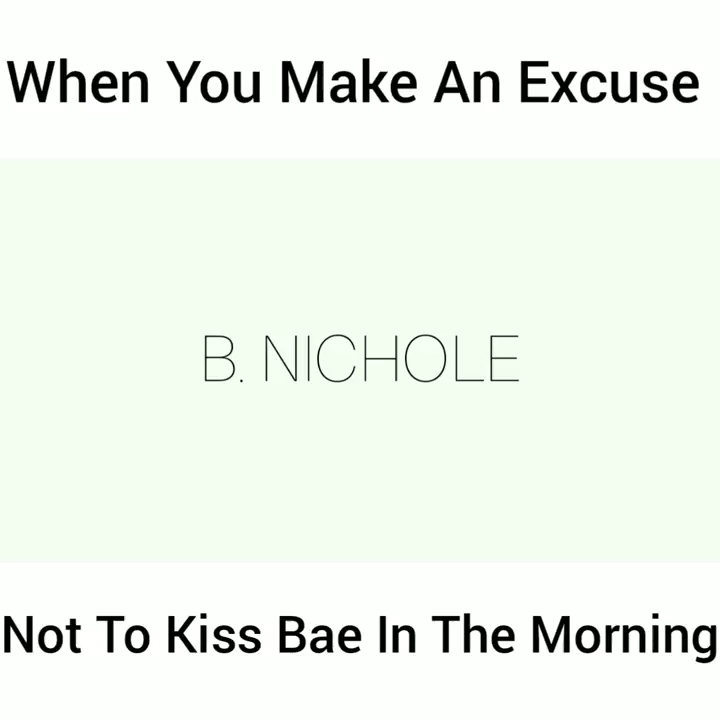 When You Make An Excuse
B. NICHOLE
Not To Kiss Bae In The Morning